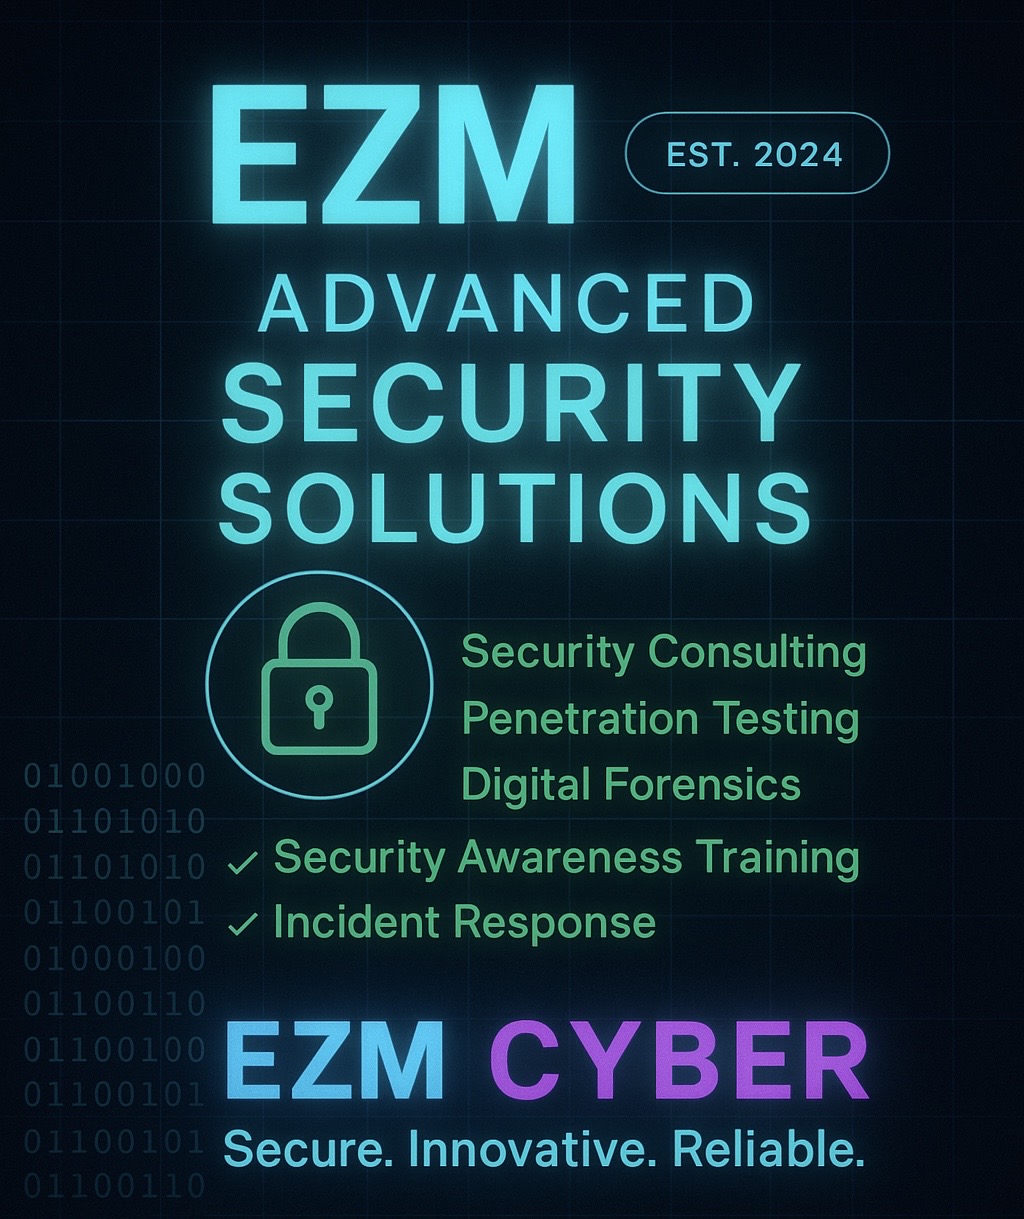 EZM
EST. 2024
ADVANCED
SECURITY
SOLUTIONS
Security Consulting
Penetration Testing
Digital Forensics
✓ Security Awareness Training
✓ Incident Response
01001000
01101010
01101010
01100101
01000100
01100110
01100100
01100101
01100101
01100110
EZM CYBER
Secure. Innovative. Reliable.